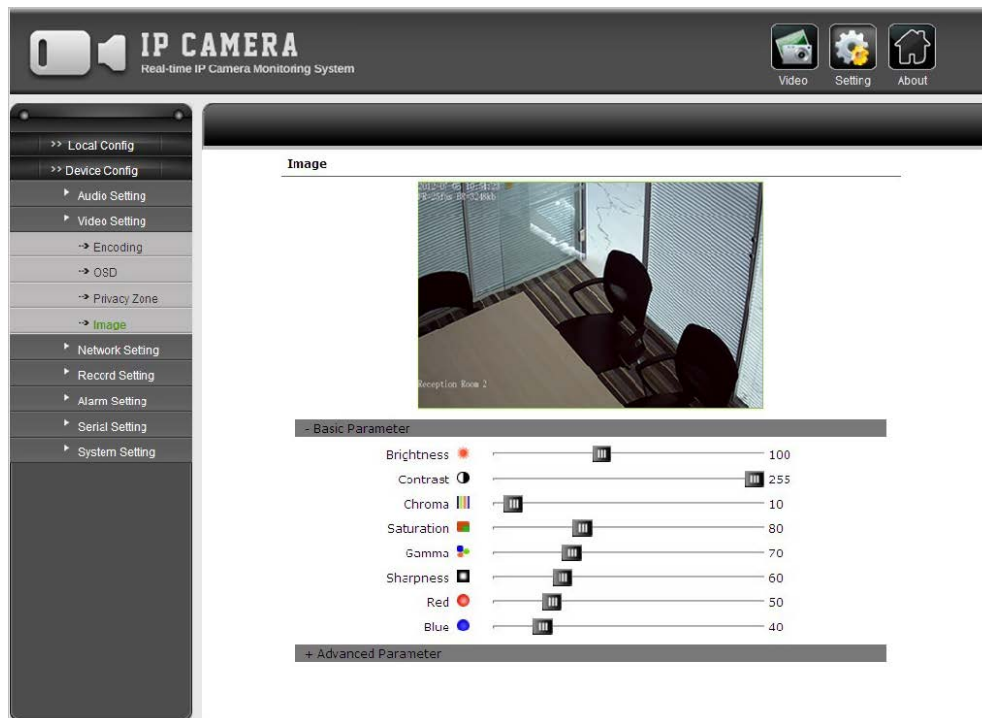 IP CAMERA
Real-time IP Camera Monitoring System
Video
Setting
About
>> Local Config
>> Device Config
Audio Setting
Video Setting
Encoding
OSD
Privacy Zone
Image
Network Setting
Record Setting
Alarm Setting
Serial Setting
System Setting
Image
Reception Room 2
- Basic Parameter
Brightness 100
Contrast 255
Chroma 10
Saturation 80
Gamma 70
Sharpness 60
Red 50
Blue 40
+ Advanced Parameter